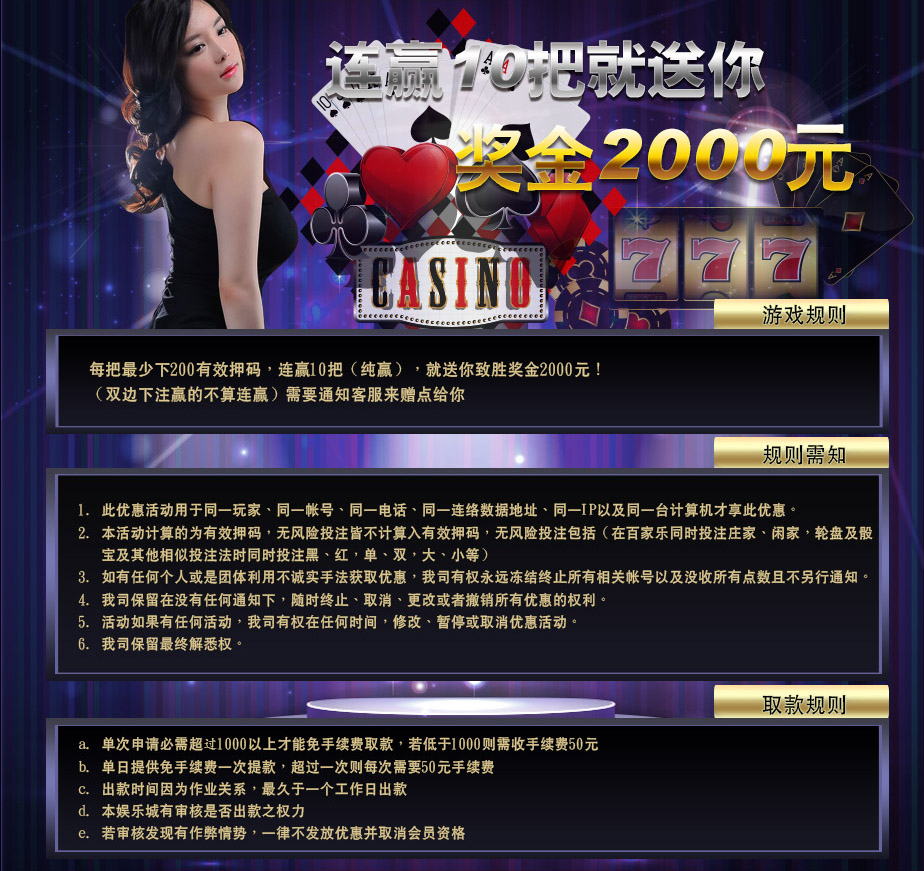 连赢10把就送你
奖金2000元
CASINO
777
游戏规则
每把最少下200有效押码，连赢10把（纯赢），就送你致胜奖金2000元！
（双边下注赢的不算连赢）需要通知客服来赠点给你
规则需知
1. 此优惠活动用于同一玩家、同一帐号、同一电话、同一连络数据地址、同一IP以及同一台计算机才享此优惠。
2. 本活动计算的为有效押码，无风险投注皆不计算入有效押码，无风险投注包括（在百家乐同时投注庄家、闲家，轮盘及骰
宝及其他相似投注法时同时投注黑、红，单、双，大、小等）
3. 如有任何个人或是团体利用不诚实手法获取优惠，我司有权永远冻结终止所有相关帐号以及没收所有点数且不另行通知。
4. 我司保留在没有任何通知下，随时终止、取消、更改或者撤销所有优惠的权利。
5. 活动如果有任何活动，我司有权在任何时间，修改、暂停或取消优惠活动。
6. 我司保留最终解悉权。
取款规则
a. 单次申请必需超过1000以上才能免手续费取款，若低于1000则需收手续费50元
b. 单日提供免手续费一次提款，超过一次则每次需要50元手续费
c. 出款时间因为作业关系，最久于一个工作日出款
d. 本娱乐城有审核是否出款之权力
e. 若审核发现有作弊情势，一律不发放优惠并取消会员资格